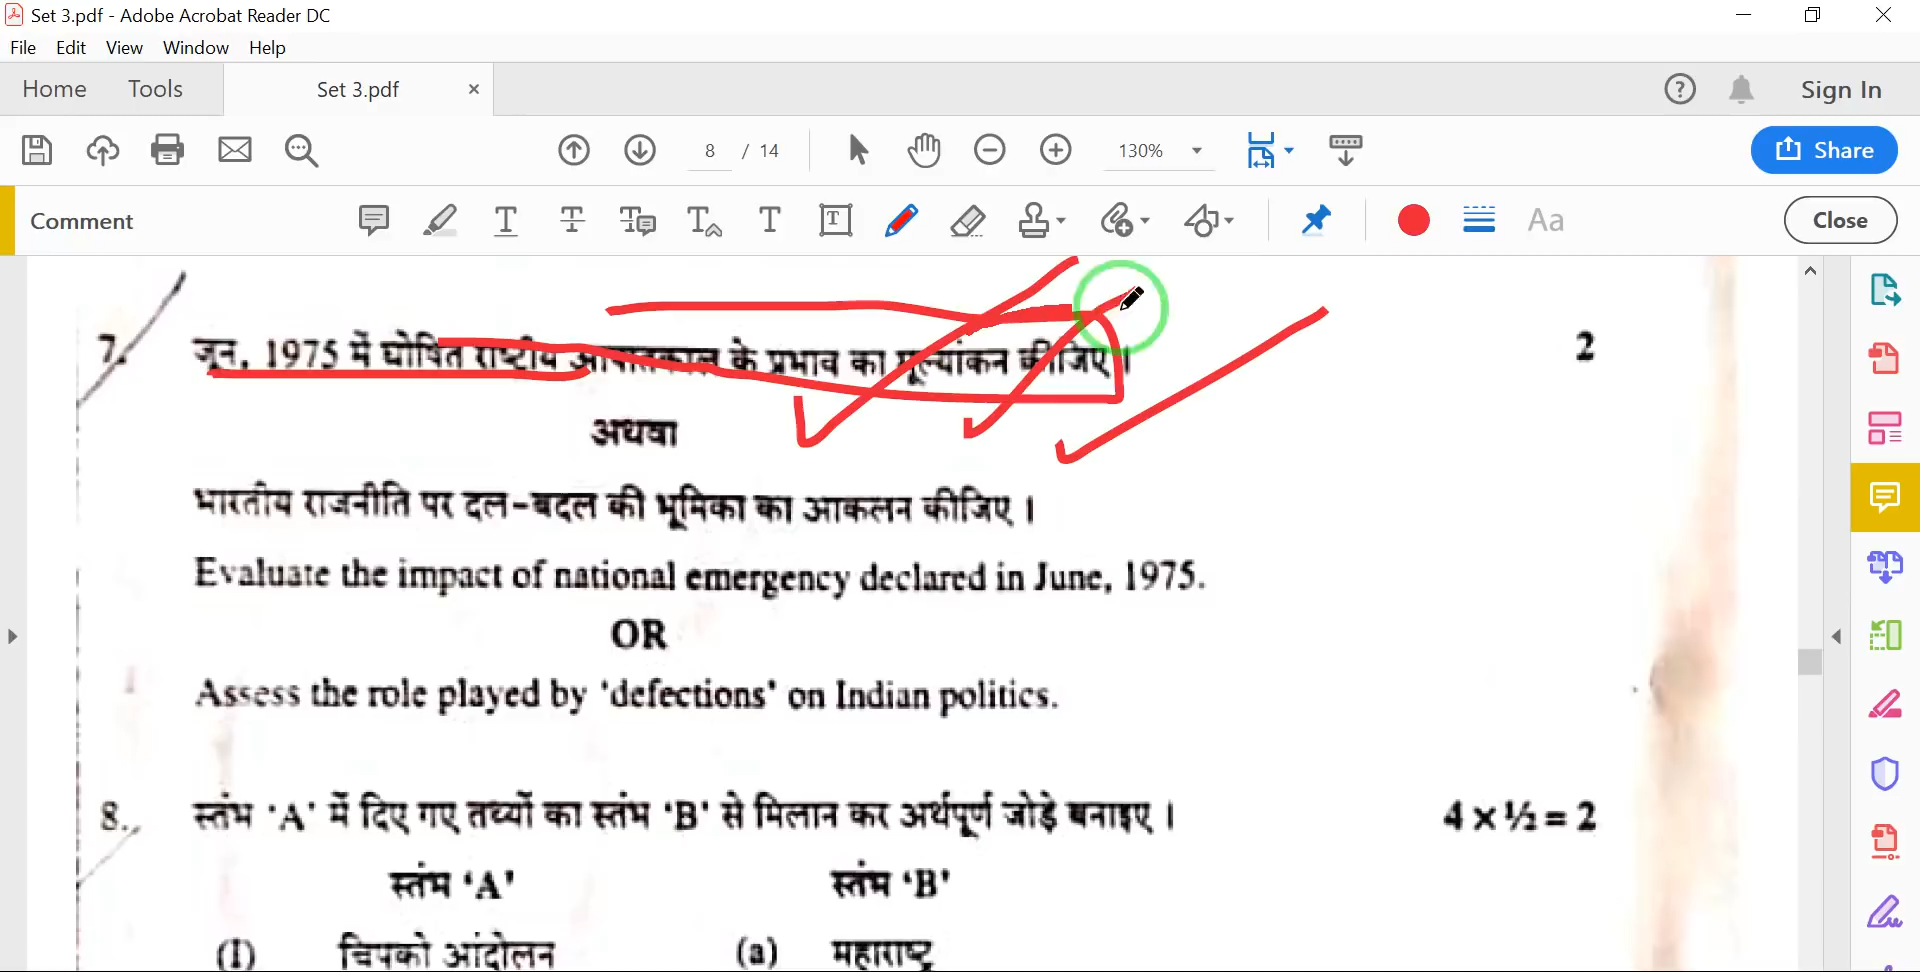 Set 3.pdf - Adobe Acrobat Reader DC
File Edit View Window Help
Home Tools Set 3.pdf × Sign In
8 / 14 130% Share
Comment Aa Close
7. जून, 1975 में घोषित राष्ट्रीय आपातकाल के प्रभाव का मूल्यांकन कीजिए । 2
अथवा
भारतीय राजनीति पर दल-बदल की भूमिका का आकलन कीजिए ।
Evaluate the impact of national emergency declared in June, 1975.
OR
Assess the role played by 'defections' on Indian politics.
8. स्तंभ 'A' में दिए गए तथ्यों का स्तंभ 'B' से मिलान कर अर्थपूर्ण जोड़े बनाइए । 4 × ½ = 2
स्तंभ 'A' स्तंभ 'B'
(I) चिपको आंदोलन (a) महाराष्ट्र